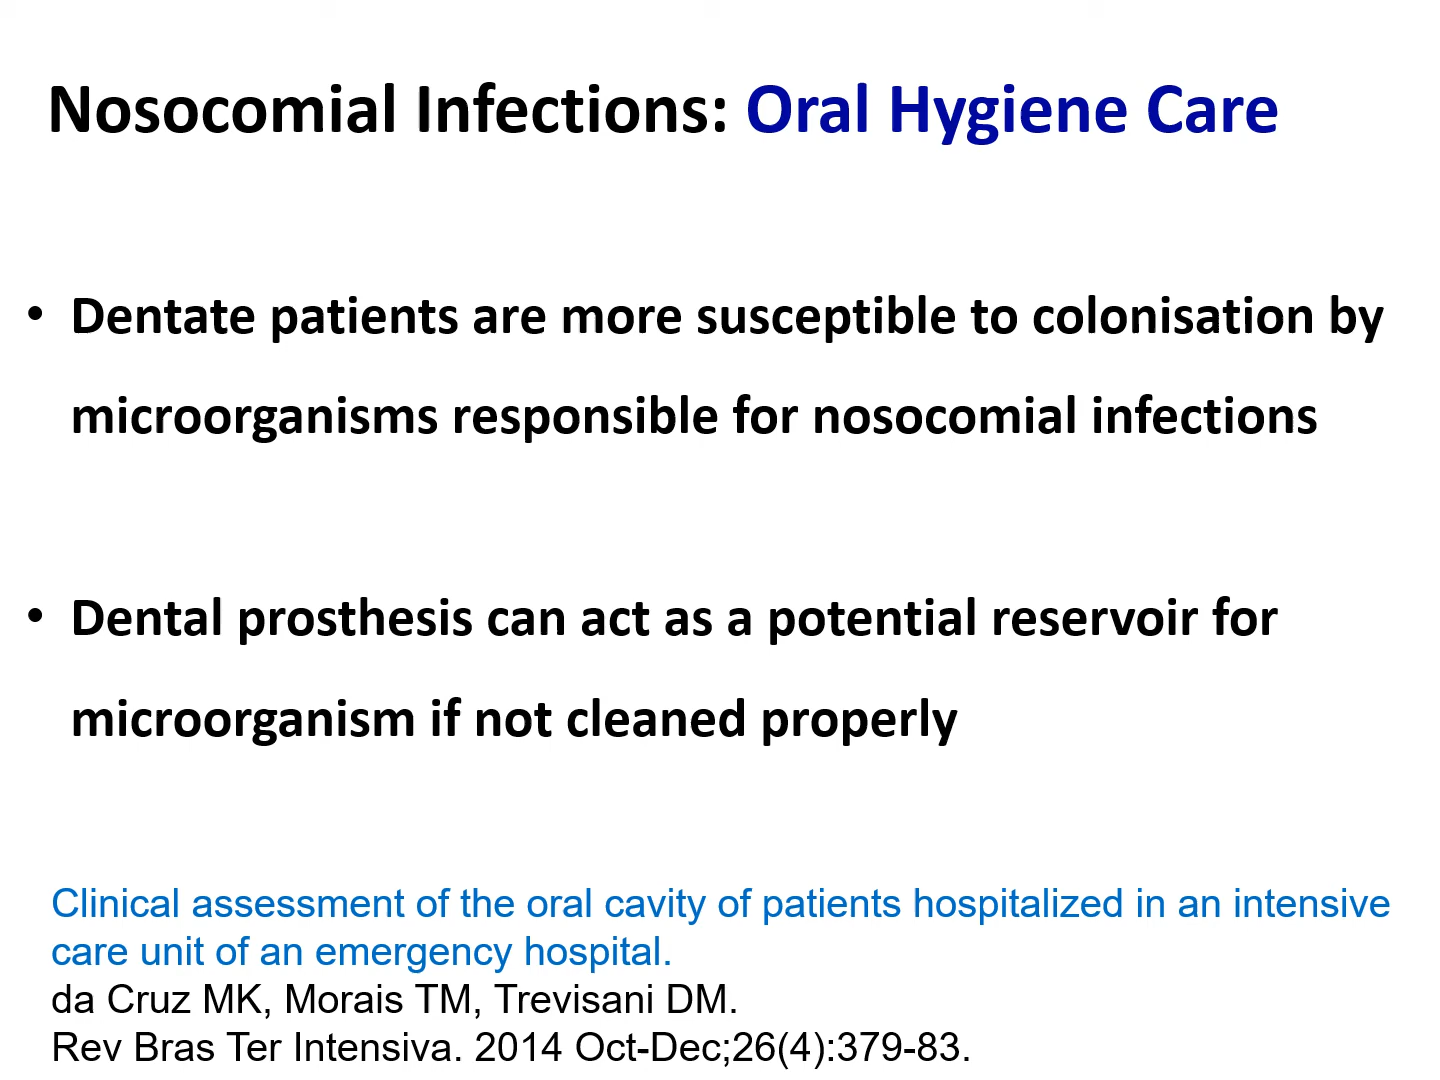 Nosocomial Infections: Oral Hygiene Care
• Dentate patients are more susceptible to colonisation by
microorganisms responsible for nosocomial infections
• Dental prosthesis can act as a potential reservoir for
microorganism if not cleaned properly
Clinical assessment of the oral cavity of patients hospitalized in an intensive
care unit of an emergency hospital.
da Cruz MK, Morais TM, Trevisani DM.
Rev Bras Ter Intensiva. 2014 Oct-Dec;26(4):379-83.